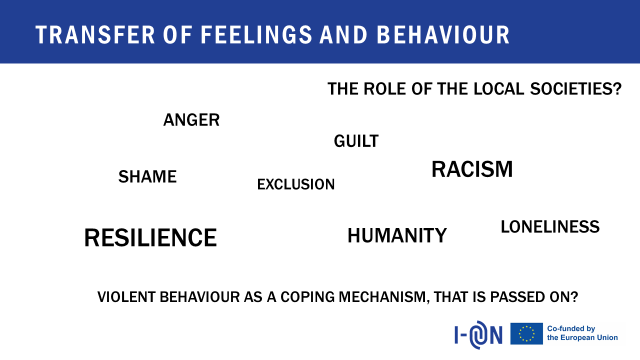 TRANSFER OF FEELINGS AND BEHAVIOUR
THE ROLE OF THE LOCAL SOCIETIES?
ANGER
GUILT
RACISM
SHAME
EXCLUSION
LONELINESS
RESILIENCE
HUMANITY
VIOLENT BEHAVIOUR AS A COPING MECHANISM, THAT IS PASSED ON?
I-ON
Co-funded by
the European Union